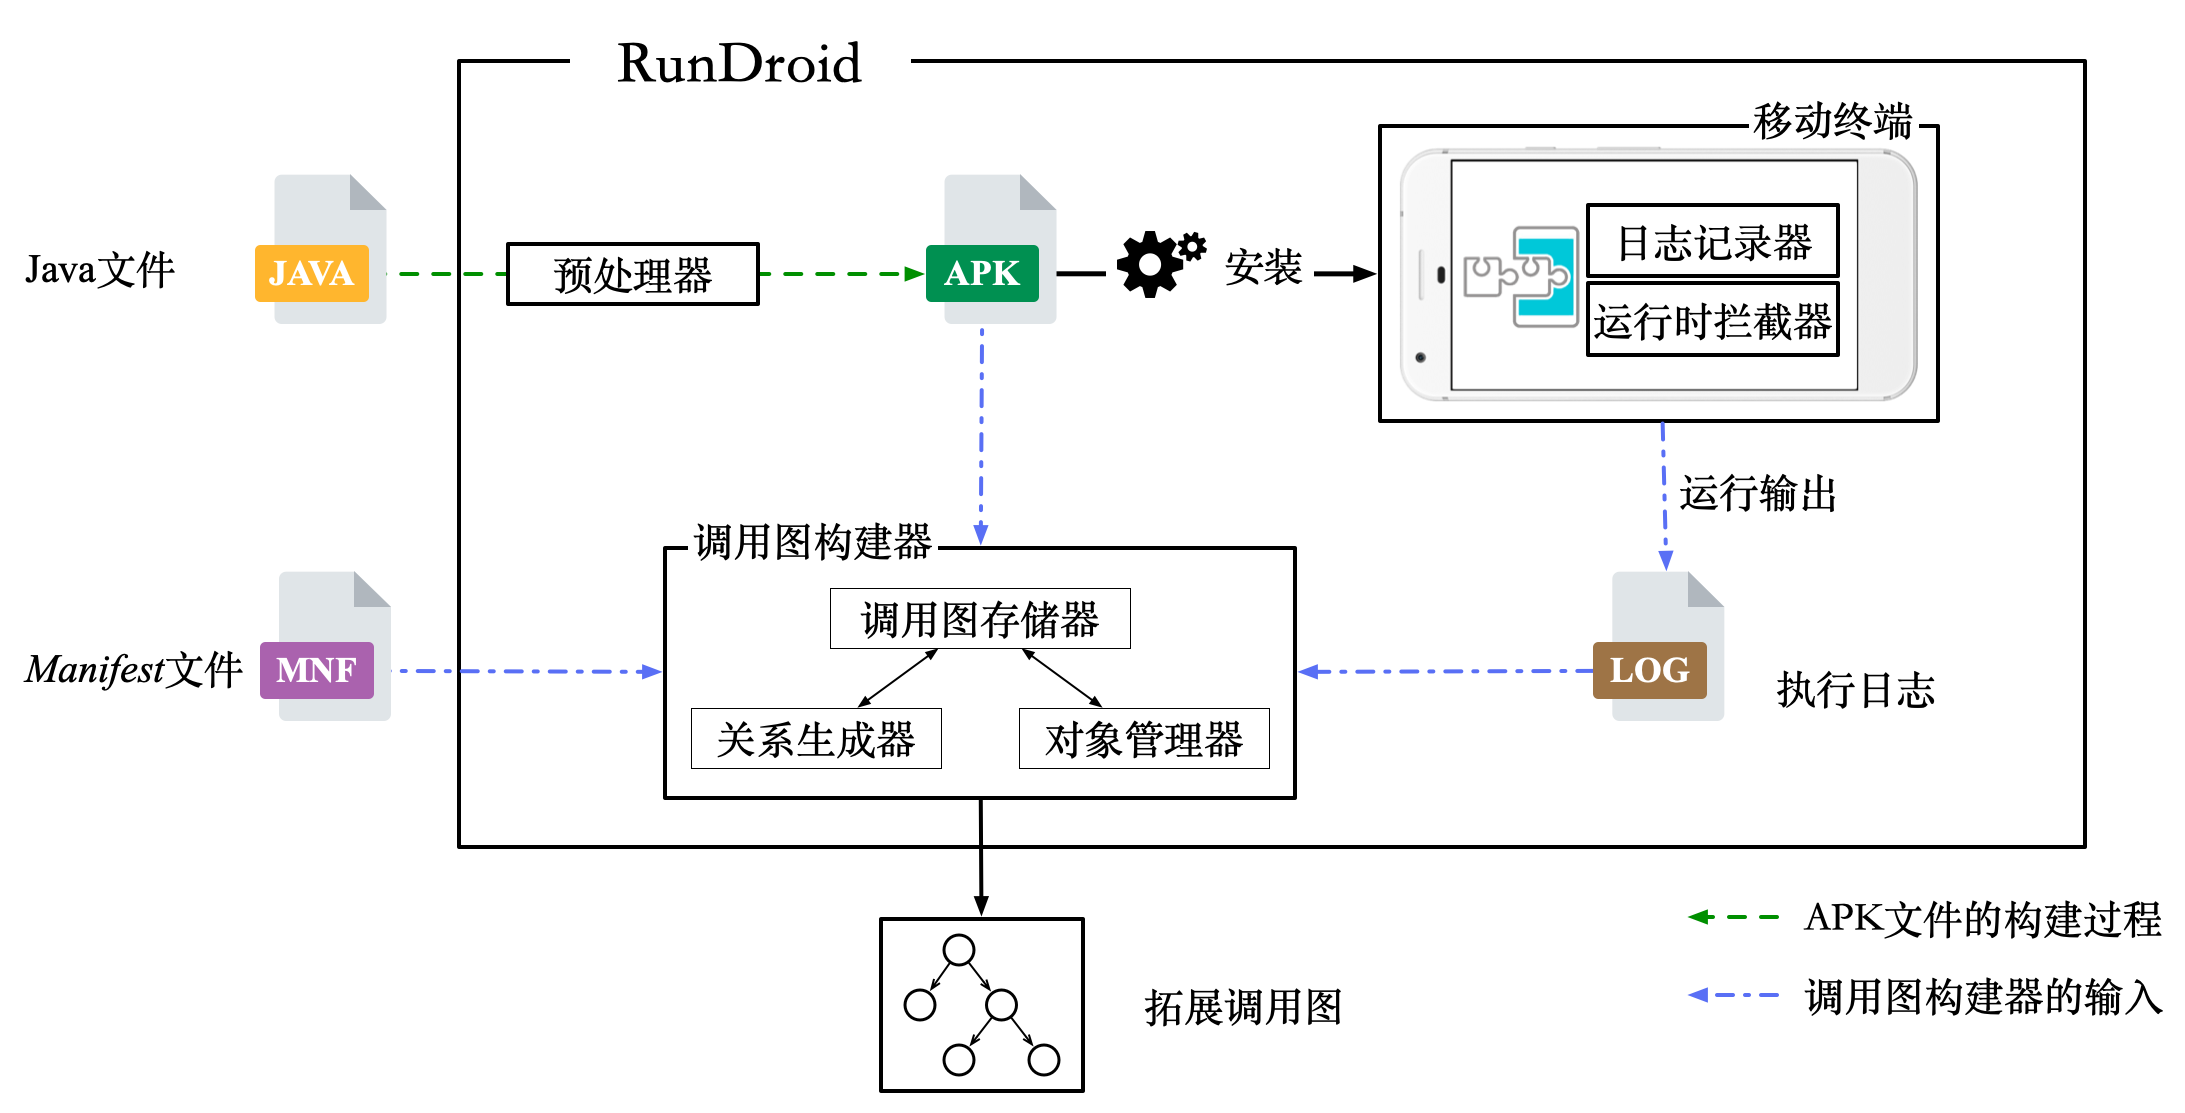 RunDroid
移动终端
Java文件
JAVA
预处理器
APK
安装
日志记录器
运行时拦截器
运行输出
调用图构建器
调用图存储器
关系生成器
对象管理器
Manifest文件
MNF
LOG
执行日志
拓展调用图
APK文件的构建过程
调用图构建器的输入